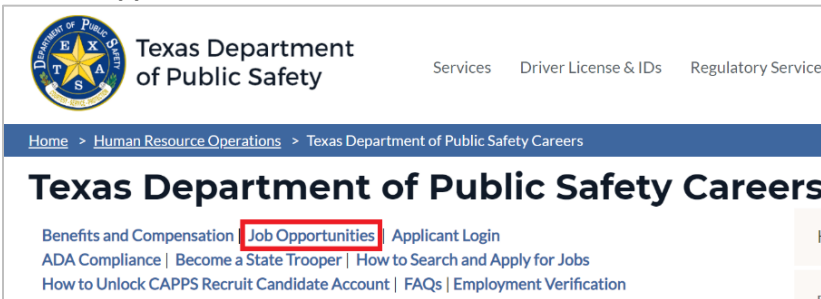 Texas Department
of Public Safety
Services Driver License & IDs Regulatory Service
Home > Human Resource Operations > Texas Department of Public Safety Careers
Texas Department of Public Safety Careers
Benefits and Compensation | Job Opportunities | Applicant Login
ADA Compliance | Become a State Trooper | How to Search and Apply for Jobs
How to Unlock CAPPS Recruit Candidate Account | FAQs | Employment Verification